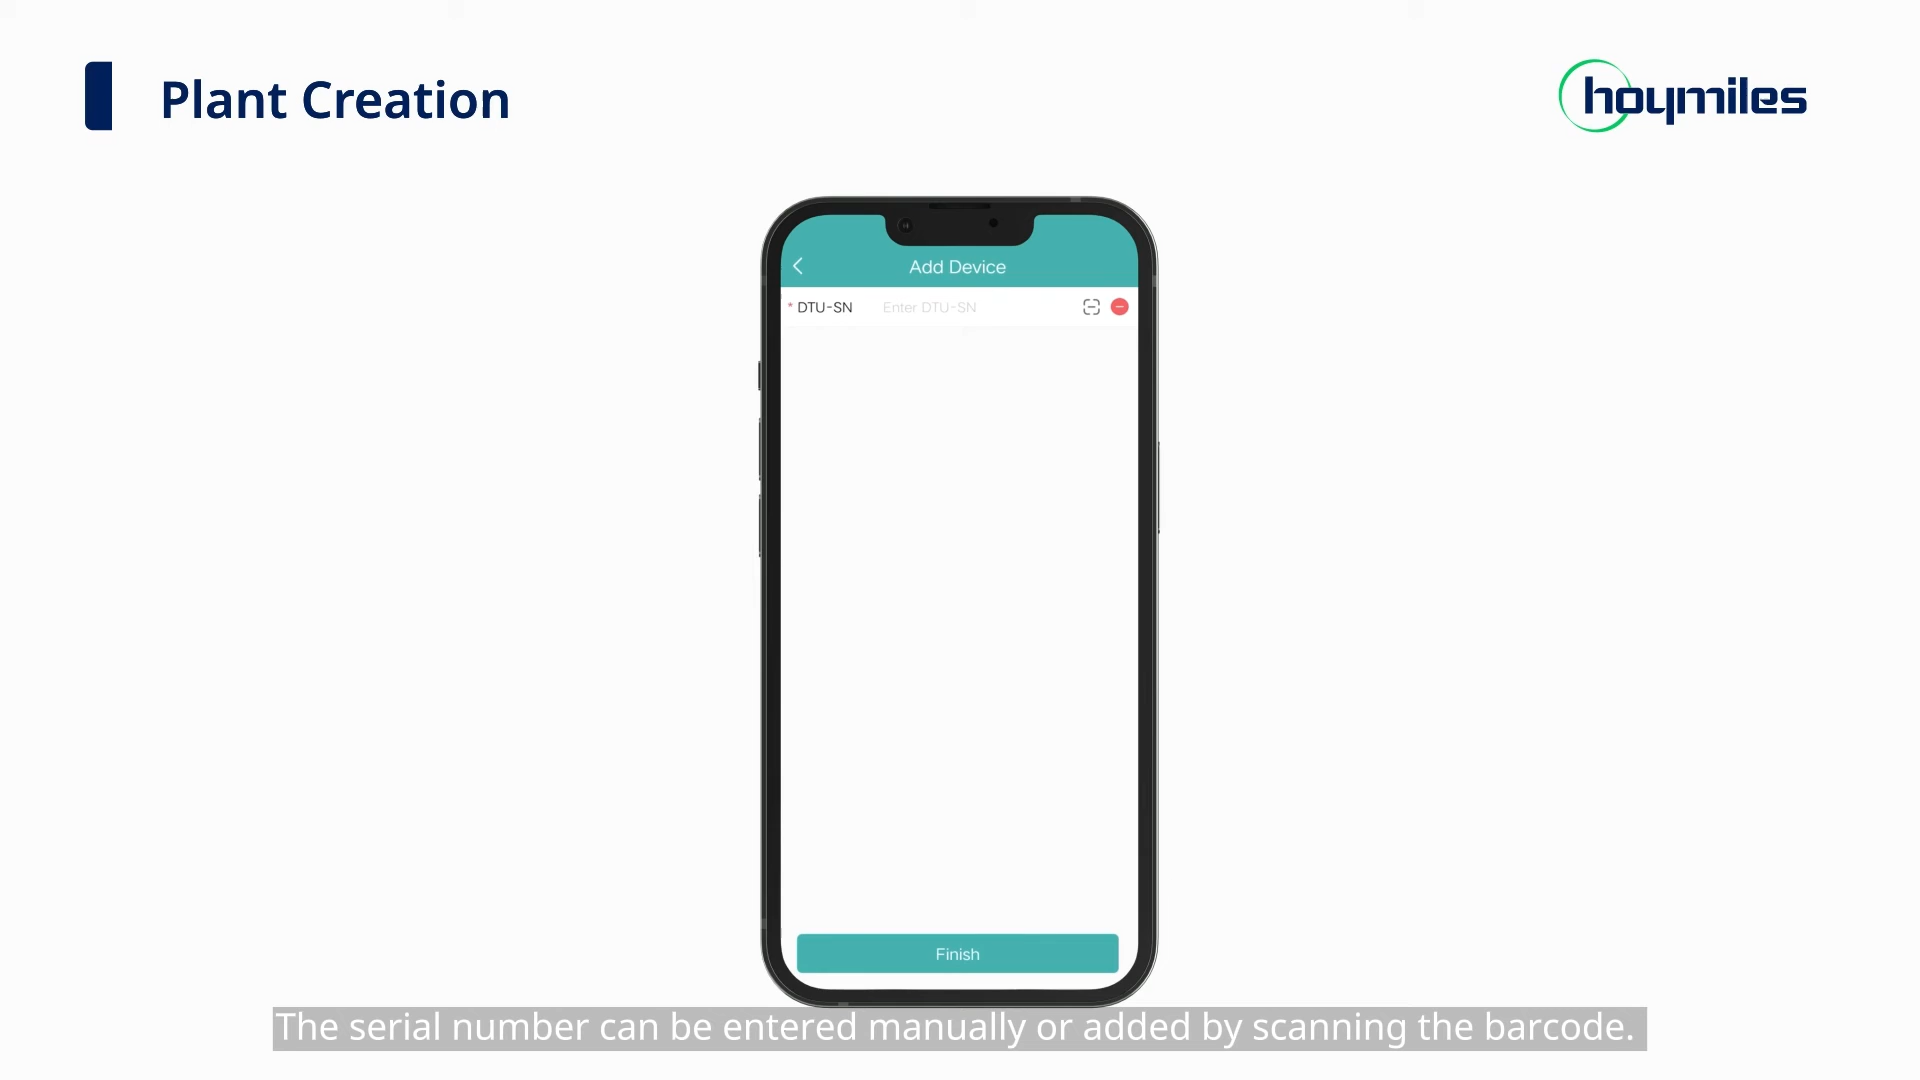 Plant Creation
hoymiles
Add Device
* DTU-SN Enter DTU-SN
Finish
The serial number can be entered manually or added by scanning the barcode.